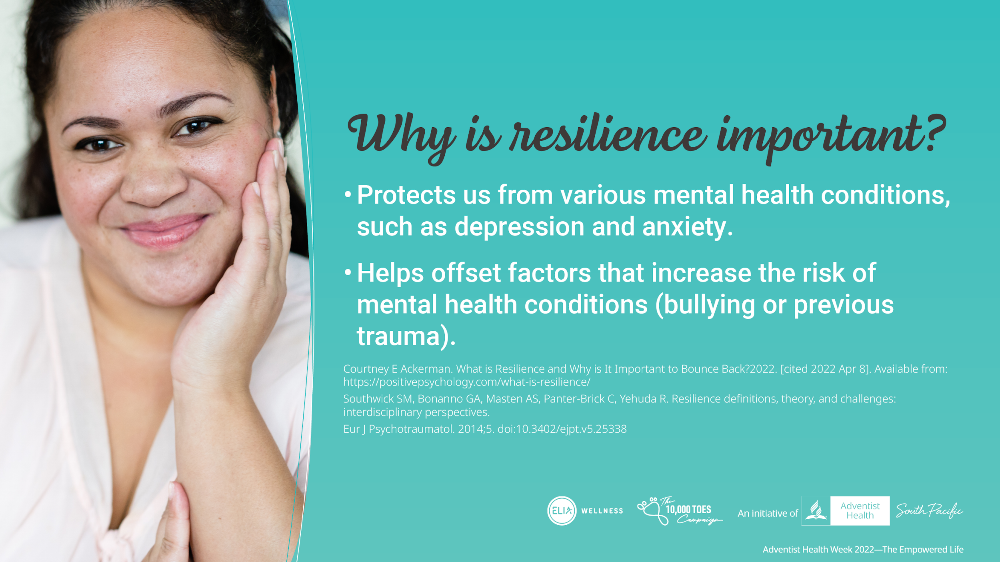 Why is resilience important?
• Protects us from various mental health conditions,
such as depression and anxiety.
• Helps offset factors that increase the risk of
mental health conditions (bullying or previous
trauma).
Courtney E Ackerman. What is Resilience and Why is It Important to Bounce Back?2022. [cited 2022 Apr 8]. Available from:
https://positivepsychology.com/what-is-resilience/
Southwick SM, Bonanno GA, Masten AS, Panter-Brick C, Yehuda R. Resilience definitions, theory, and challenges:
interdisciplinary perspectives.
Eur J Psychotraumatol. 2014;5. doi:10.3402/ejpt.v5.25338
ELIA WELLNESS
The
10,000 TOES
Campaign
An initiative of
Adventist
Health
South Pacific
Adventist Health Week 2022—The Empowered Life